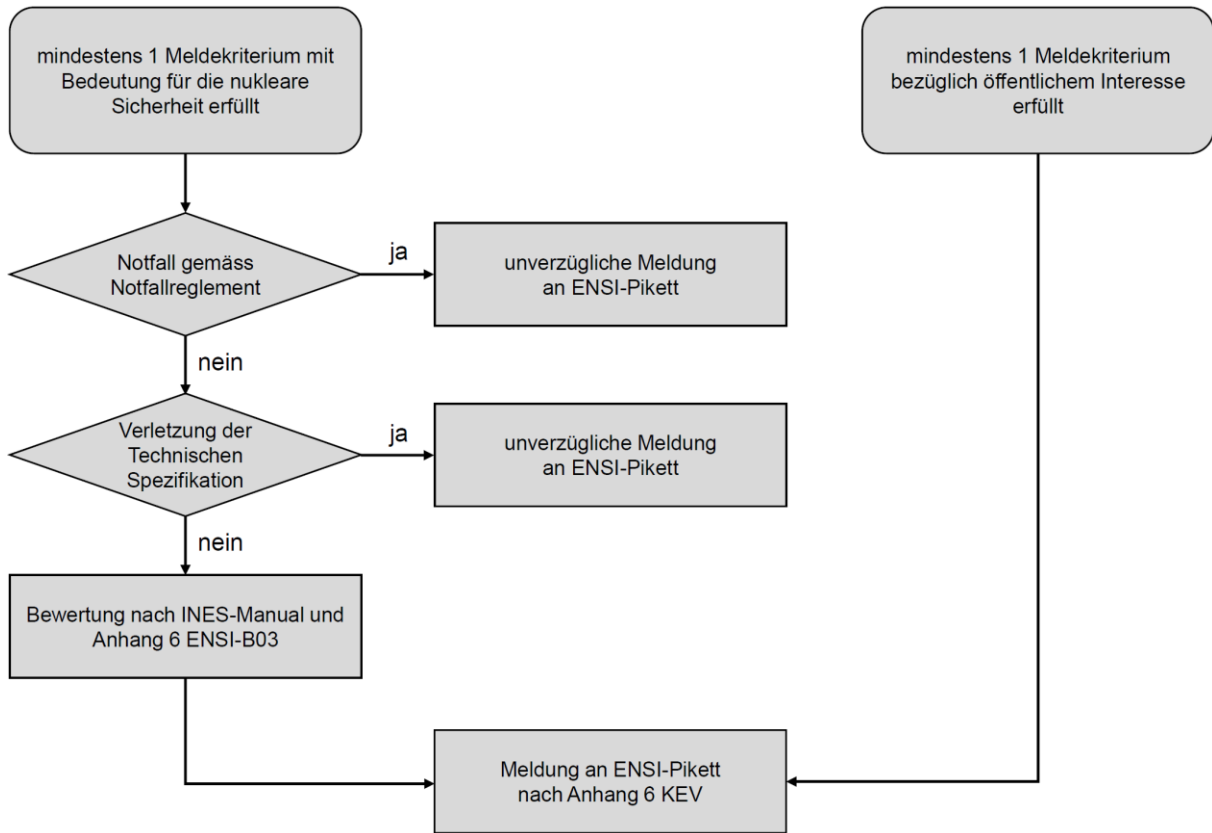 mindestens 1 Meldekriterium mit
Bedeutung für die nukleare
Sicherheit erfüllt
mindestens 1 Meldekriterium
bezüglich öffentlichem Interesse
erfüllt
Notfall gemäss
Notfallreglement
ja
unverzügliche Meldung
an ENSI-Pikett
nein
Verletzung der
Technischen
Spezifikation
ja
unverzügliche Meldung
an ENSI-Pikett
nein
Bewertung nach INES-Manual und
Anhang 6 ENSI-B03
Meldung an ENSI-Pikett
nach Anhang 6 KEV